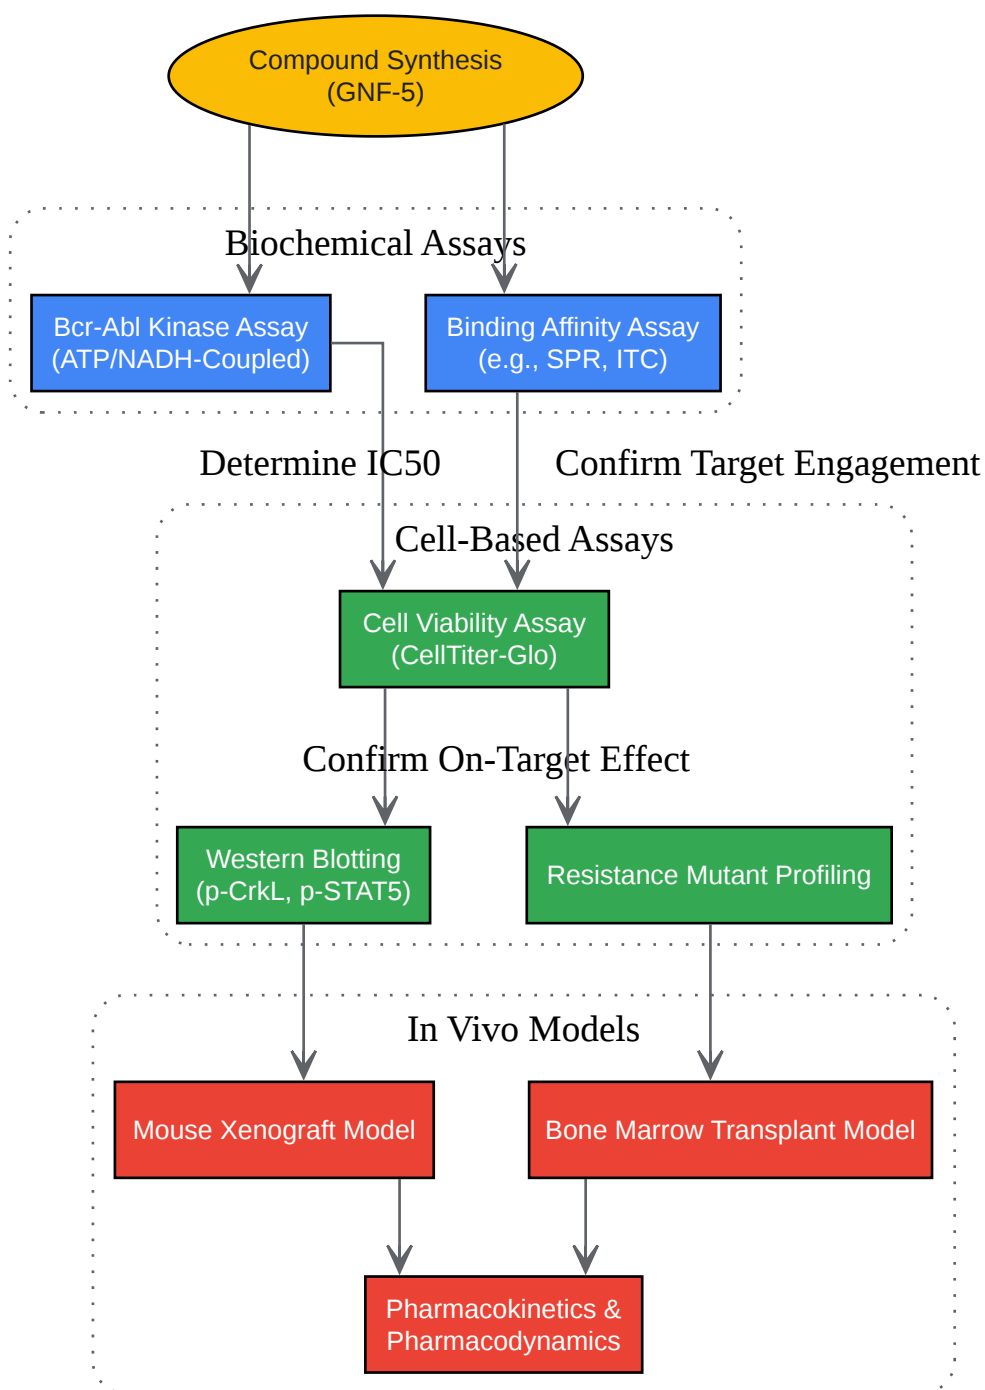 Compound Synthesis
(GNF-5)
Biochemical Assays
Bcr-Abl Kinase Assay
(ATP/NADH-Coupled)
Binding Affinity Assay
(e.g., SPR, ITC)
Determine IC50
Confirm Target Engagement
Cell-Based Assays
Cell Viability Assay
(CellTiter-Glo)
Confirm On-Target Effect
Western Blotting
(p-CrkL, p-STAT5)
Resistance Mutant Profiling
In Vivo Models
Mouse Xenograft Model
Bone Marrow Transplant Model
Pharmacokinetics &
Pharmacodynamics